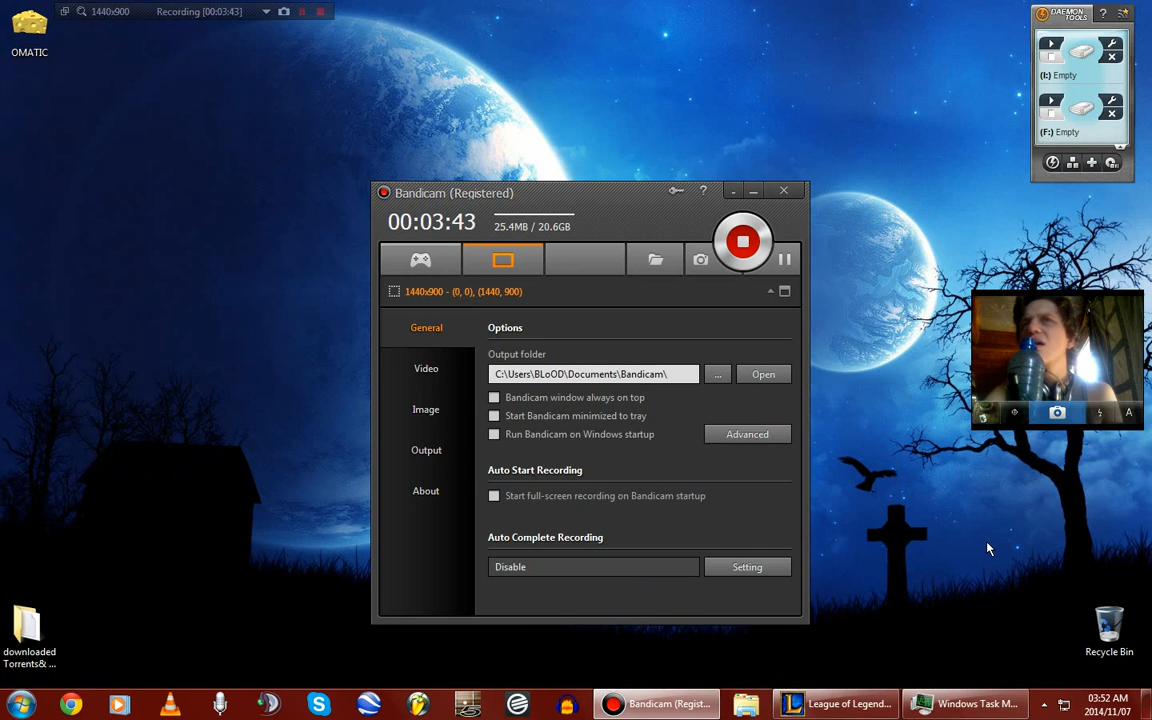 1440x900
Recording [00:03:43]
OMATIC
DAEMON
TOOLS
?
(I:) Empty
(F:) Empty
Bandicam (Registered)
?
00:03:43
25.4MB / 20.6GB
1440x900 - (0, 0), (1440, 900)
General
Video
Image
Output
About
Options
Output folder
C:\Users\BLoOD\Documents\Bandicam\
...
Open
Bandicam window always on top
Start Bandicam minimized to tray
Run Bandicam on Windows startup
Advanced
Auto Start Recording
Start full-screen recording on Bandicam startup
Auto Complete Recording
Disable
Setting
A
downloaded
Torrents& ...
Recycle Bin
Bandicam (Regist...
League of Legend...
Windows Task M...
03:52 AM
2014/11/07